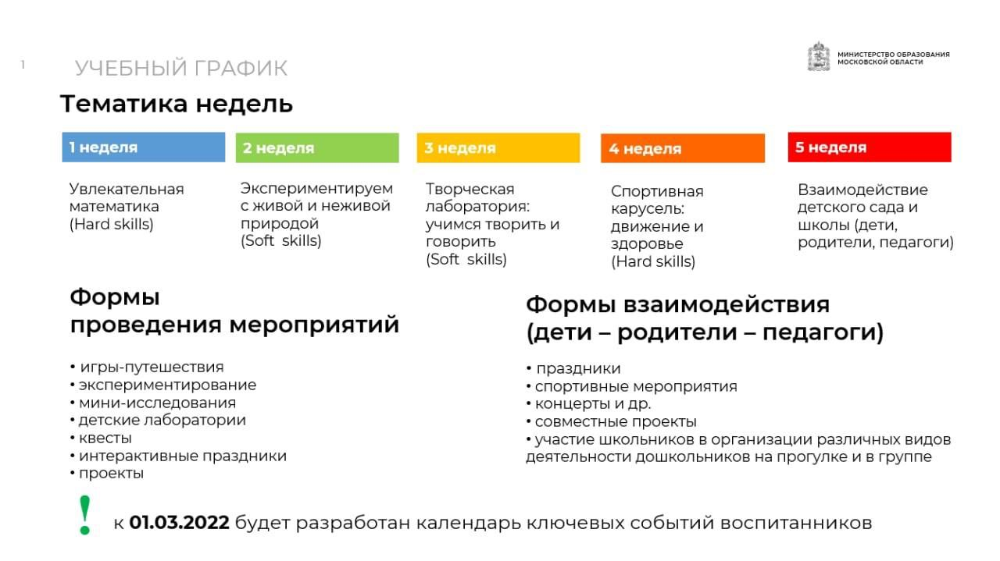 1
УЧЕБНЫЙ ГРАФИК
МИНИСТЕРСТВО ОБРАЗОВАНИЯ
МОСКОВСКОЙ ОБЛАСТИ
Тематика недель
1 неделя
Увлекательная
математика
(Hard skills)
2 неделя
Экспериментируем
с живой и неживой
природой
(Soft skills)
3 неделя
Творческая
лаборатория:
учимся творить и
говорить
(Soft skills)
4 неделя
Спортивная
карусель:
движение и
здоровье
(Hard skills)
5 неделя
Взаимодействие
детского сада и
школы (дети,
родители, педагоги)
Формы
проведения мероприятий
• игры-путешествия
• экспериментирование
• мини-исследования
• детские лаборатории
• квесты
• интерактивные праздники
• проекты
Формы взаимодействия
(дети – родители – педагоги)
• праздники
• спортивные мероприятия
• концерты и др.
• совместные проекты
• участие школьников в организации различных видов
деятельности дошкольников на прогулке и в группе
! к 01.03.2022 будет разработан календарь ключевых событий воспитанников